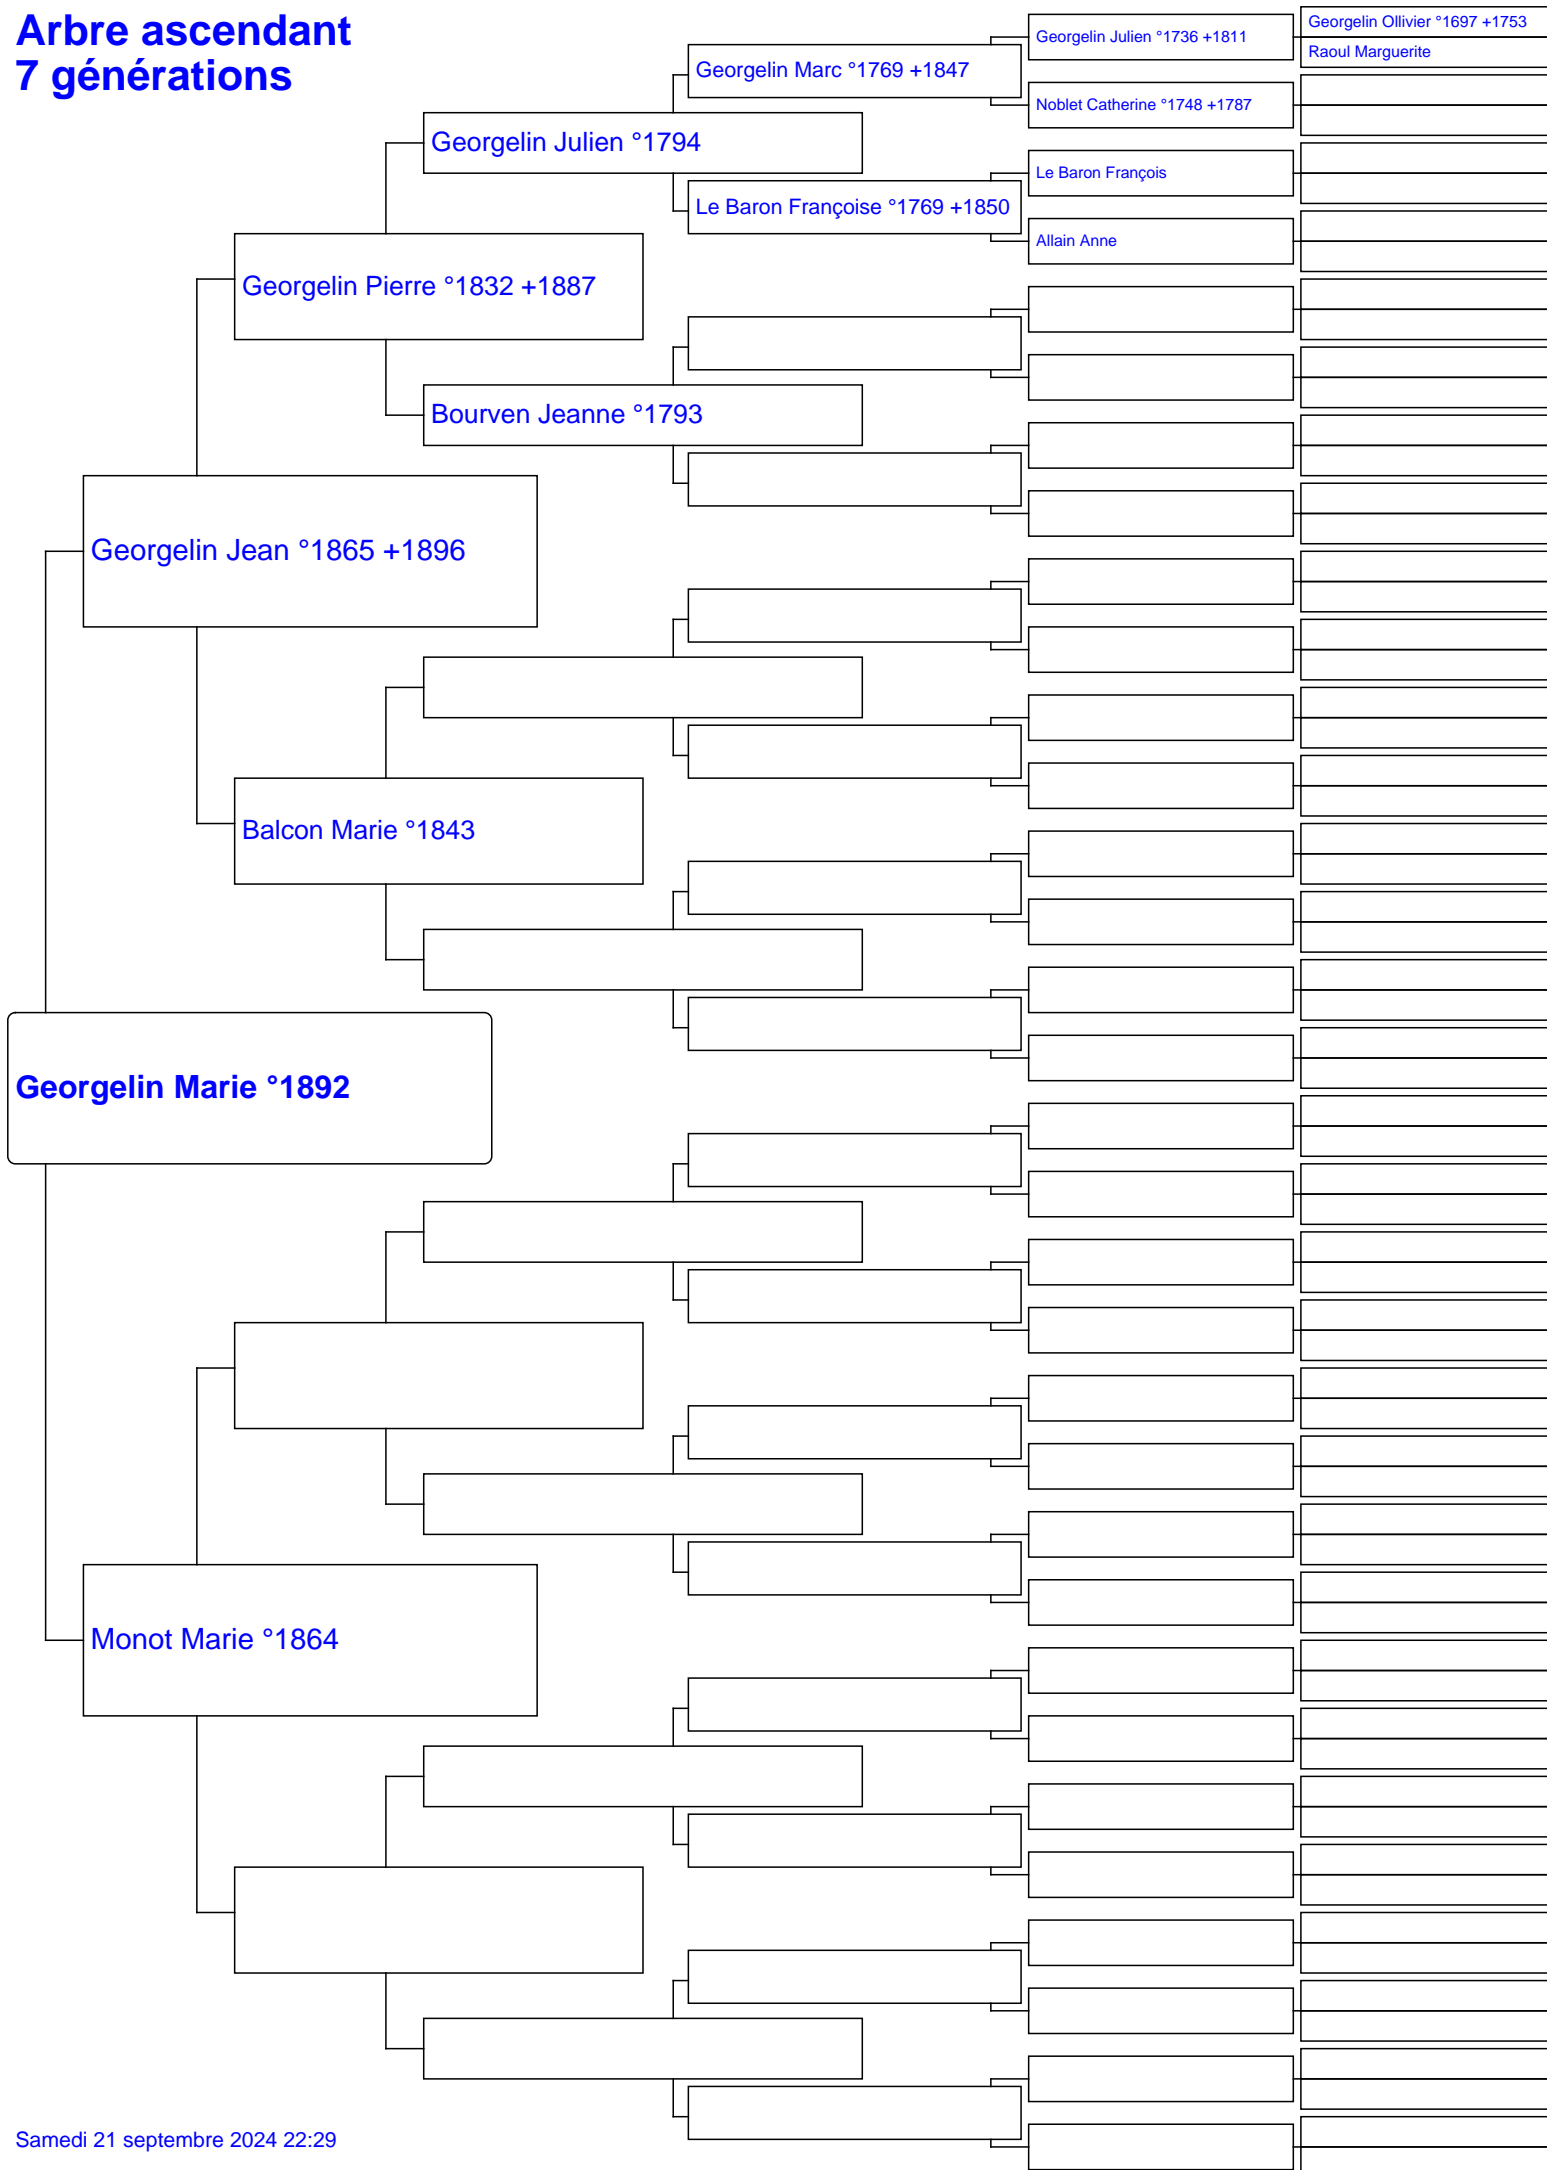 Arbre ascendant
7 générations
Georgelin Ollivier °1697 +1753
Georgelin Julien °1736 +1811
Raoul Marguerite
Georgelin Marc °1769 +1847
Noblet Catherine °1748 +1787
Georgelin Julien °1794
Le Baron François
Le Baron Françoise °1769 +1850
Allain Anne
Georgelin Pierre °1832 +1887
Bourven Jeanne °1793
Georgelin Jean °1865 +1896
Balcon Marie °1843
Georgelin Marie °1892
Monot Marie °1864
Samedi 21 septembre 2024 22:29